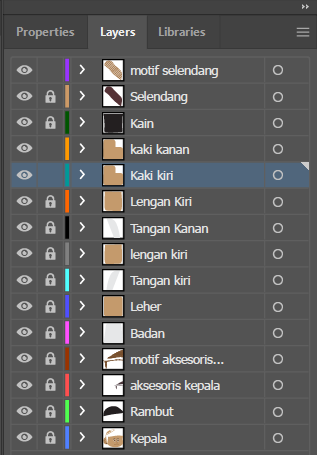 Properties Layers Libraries
motif selendang
Selendang
Kain
kaki kanan
Kaki kiri
Lengan Kiri
Tangan Kanan
lengan kiri
Tangan kiri
Leher
Badan
motif aksesoris...
aksesoris kepala
Rambut
Kepala